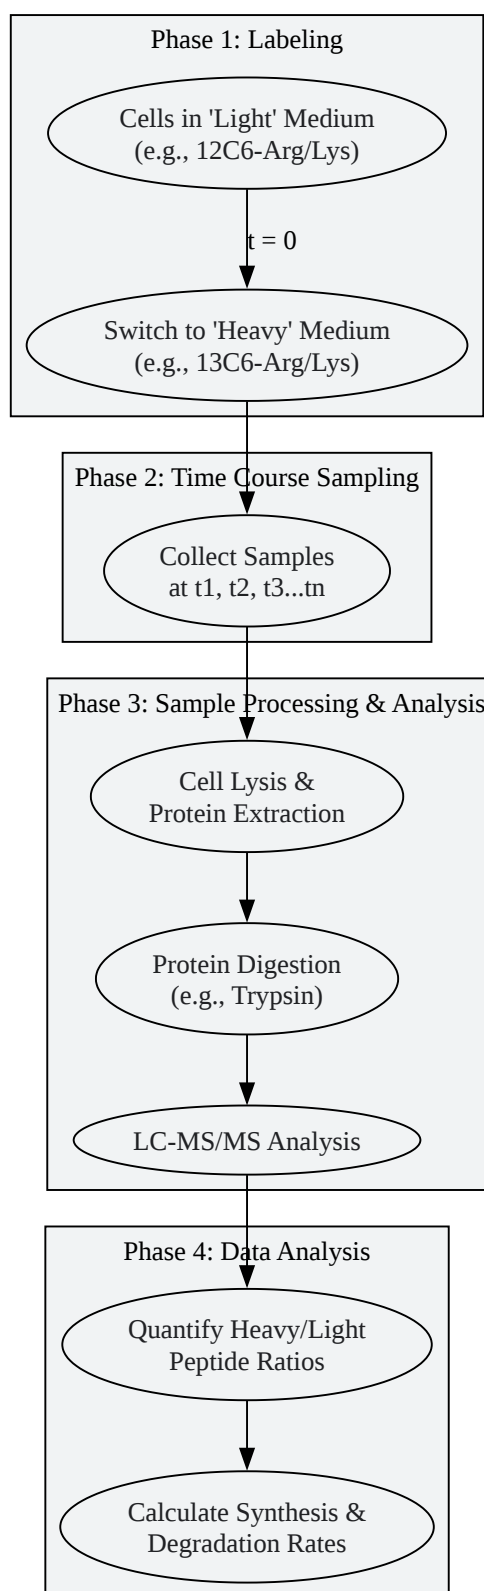 Phase 1: Labeling
Cells in 'Light' Medium
(e.g., 12C6-Arg/Lys)
t = 0
Switch to 'Heavy' Medium
(e.g., 13C6-Arg/Lys)
Phase 2: Time Course Sampling
Collect Samples
at t1, t2, t3...tn
Phase 3: Sample Processing & Analysis
Cell Lysis &
Protein Extraction
Protein Digestion
(e.g., Trypsin)
LC-MS/MS Analysis
Phase 4: Data Analysis
Quantify Heavy/Light
Peptide Ratios
Calculate Synthesis &
Degradation Rates